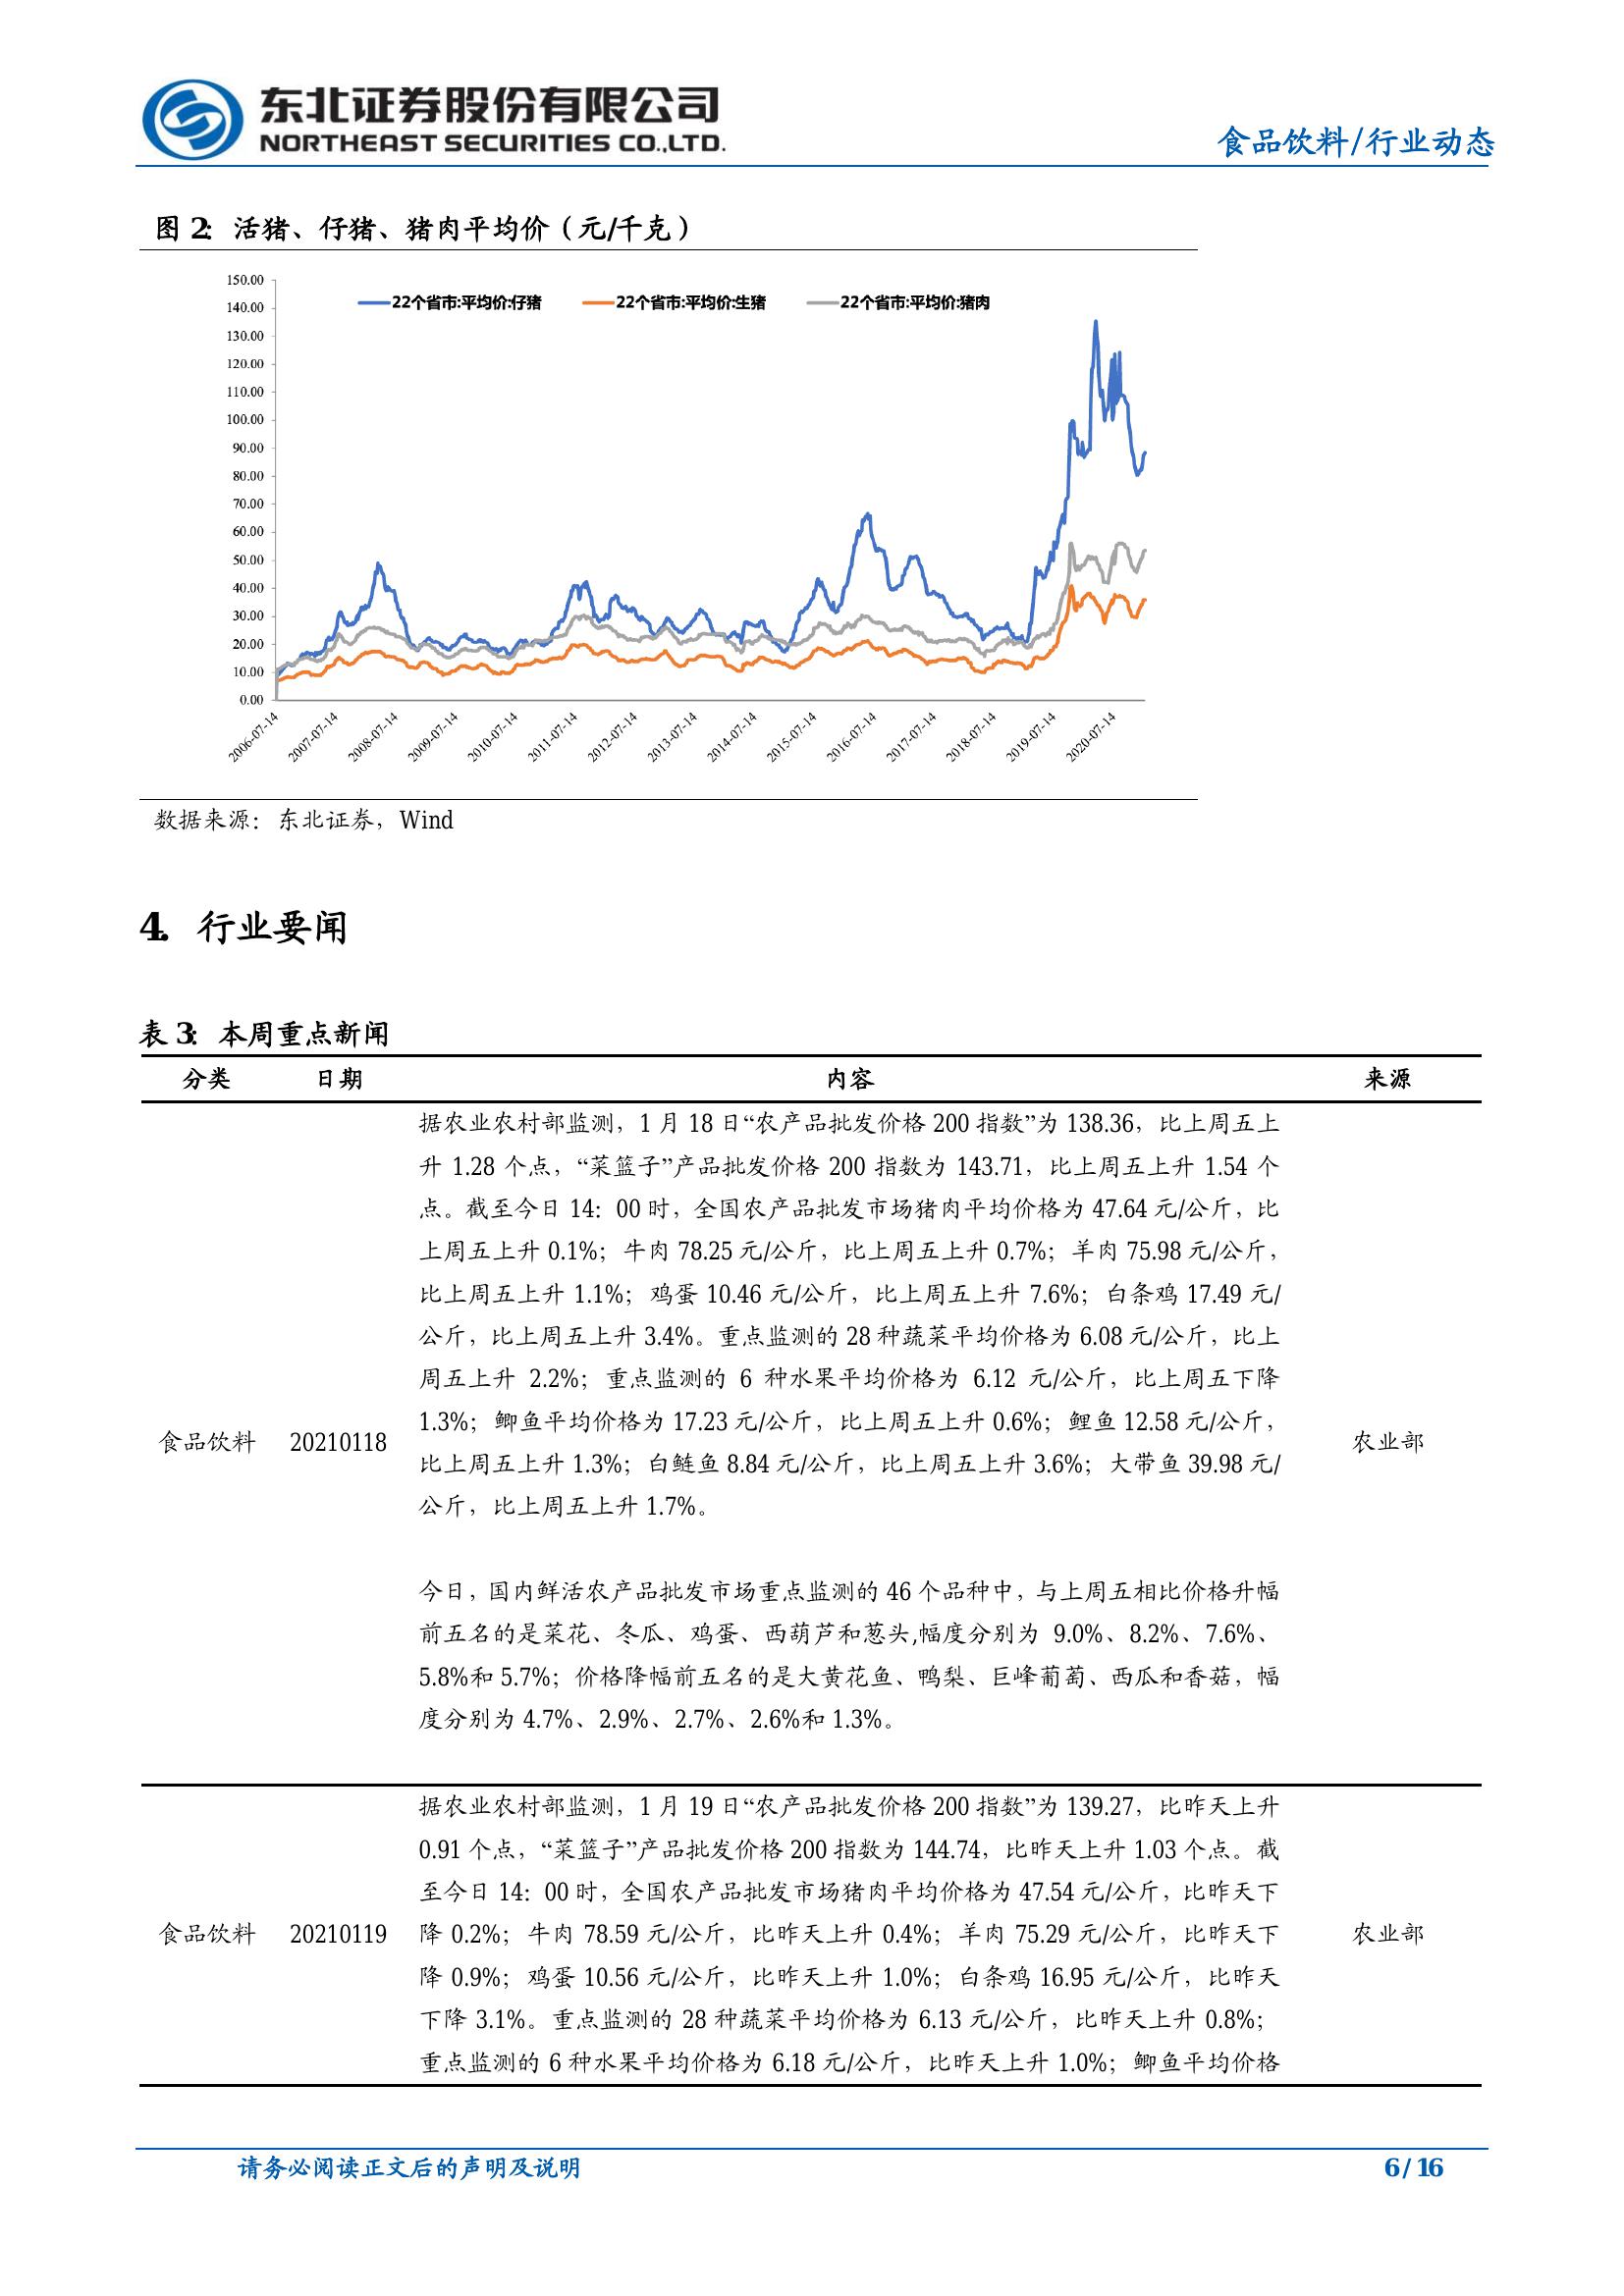 东北证券股份有限公司
NORTHEAST SECURITIES CO.,LTD.
食品饮料/行业动态
图 2: 活猪、仔猪、猪肉平均价（元/千克）
22个省市:平均价:仔猪 22个省市:平均价:生猪 22个省市:平均价:猪肉
150.00
140.00
130.00
120.00
110.00
100.00
90.00
80.00
70.00
60.00
50.00
40.00
30.00
20.00
10.00
0.00
2006-07-14 2007-07-14 2008-07-14 2009-07-14 2010-07-14 2011-07-14 2012-07-14 2013-07-14 2014-07-14 2015-07-14 2016-07-14 2017-07-14 2018-07-14 2019-07-14 2020-07-14
数据来源：东北证券，Wind
4. 行业要闻
表 3: 本周重点新闻
分类 日期 内容 来源
据农业农村部监测，1 月 18 日“农产品批发价格 200 指数”为 138.36，比上周五上
升 1.28 个点，“菜篮子”产品批发价格 200 指数为 143.71，比上周五上升 1.54 个
点。截至今日 14：00 时，全国农产品批发市场猪肉平均价格为 47.64 元/公斤，比
上周五上升 0.1%；牛肉 78.25 元/公斤，比上周五上升 0.7%；羊肉 75.98 元/公斤，
比上周五上升 1.1%；鸡蛋 10.46 元/公斤，比上周五上升 7.6%；白条鸡 17.49 元/
公斤，比上周五上升 3.4%。重点监测的 28 种蔬菜平均价格为 6.08 元/公斤，比上
周五上升 2.2%；重点监测的 6 种水果平均价格为 6.12 元/公斤，比上周五下降
1.3%；鲫鱼平均价格为 17.23 元/公斤，比上周五上升 0.6%；鲤鱼 12.58 元/公斤，
食品饮料 20210118 农业部
比上周五上升 1.3%；白鲢鱼 8.84 元/公斤，比上周五上升 3.6%；大带鱼 39.98 元/
公斤，比上周五上升 1.7%。
今日，国内鲜活农产品批发市场重点监测的 46 个品种中，与上周五相比价格升幅
前五名的是菜花、冬瓜、鸡蛋、西葫芦和葱头,幅度分别为 9.0%、8.2%、7.6%、
5.8%和 5.7%；价格降幅前五名的是大黄花鱼、鸭梨、巨峰葡萄、西瓜和香菇，幅
度分别为 4.7%、2.9%、2.7%、2.6%和 1.3%。
据农业农村部监测，1 月 19 日“农产品批发价格 200 指数”为 139.27，比昨天上升
0.91 个点，“菜篮子”产品批发价格 200 指数为 144.74，比昨天上升 1.03 个点。截
至今日 14：00 时，全国农产品批发市场猪肉平均价格为 47.54 元/公斤，比昨天下
食品饮料 20210119 降 0.2%；牛肉 78.59 元/公斤，比昨天上升 0.4%；羊肉 75.29 元/公斤，比昨天下 农业部
降 0.9%；鸡蛋 10.56 元/公斤，比昨天上升 1.0%；白条鸡 16.95 元/公斤，比昨天
下降 3.1%。重点监测的 28 种蔬菜平均价格为 6.13 元/公斤，比昨天上升 0.8%；
重点监测的 6 种水果平均价格为 6.18 元/公斤，比昨天上升 1.0%；鲫鱼平均价格
请务必阅读正文后的声明及说明 6 / 16